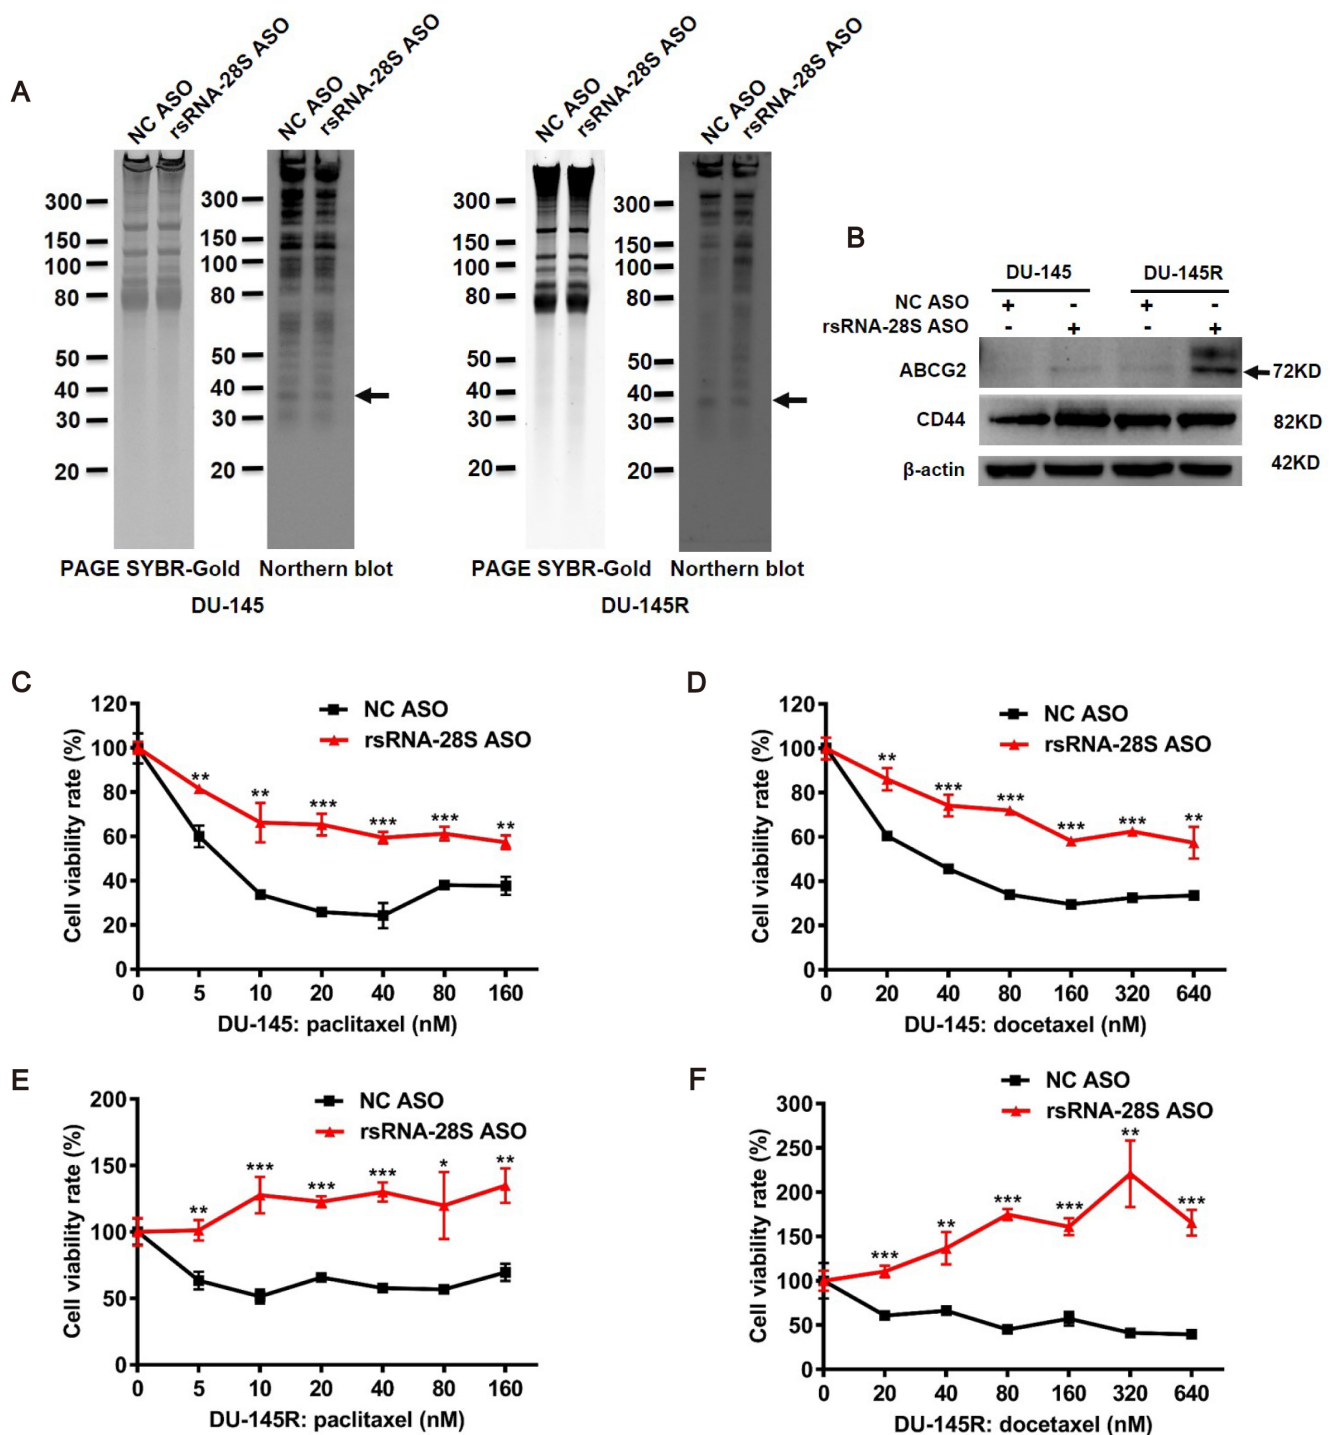 A
NC ASO
rsRNA-28S ASO
NC ASO
rsRNA-28S ASO
NC ASO
rsRNA-28S ASO
NC ASO
rsRNA-28S ASO
300
150
100
80
50
40
30
20
300
150
100
80
50
40
30
20
300
150
100
80
50
40
30
20
300
150
100
80
50
40
30
20
PAGE SYBR-Gold Northern blot
DU-145
PAGE SYBR-Gold Northern blot
DU-145R
B
DU-145 DU-145R
NC ASO + - + -
rsRNA-28S ASO - + - +
ABCG2 72KD
CD44 82KD
β-actin 42KD
C
NC ASO
rsRNA-28S ASO
Cell viability rate (%)
120
100
80
60
40
20
0
** ** *** *** *** **
0 5 10 20 40 80 160
DU-145: paclitaxel (nM)
D
NC ASO
rsRNA-28S ASO
Cell viability rate (%)
120
100
80
60
40
20
0
** *** *** *** *** **
0 20 40 80 160 320 640
DU-145: docetaxel (nM)
E
NC ASO
rsRNA-28S ASO
Cell viability rate (%)
200
150
100
50
0
** *** *** *** * **
0 5 10 20 40 80 160
DU-145R: paclitaxel (nM)
F
NC ASO
rsRNA-28S ASO
Cell viability rate (%)
300
250
200
150
100
50
0
*** ** *** *** ** ***
0 20 40 80 160 320 640
DU-145R: docetaxel (nM)